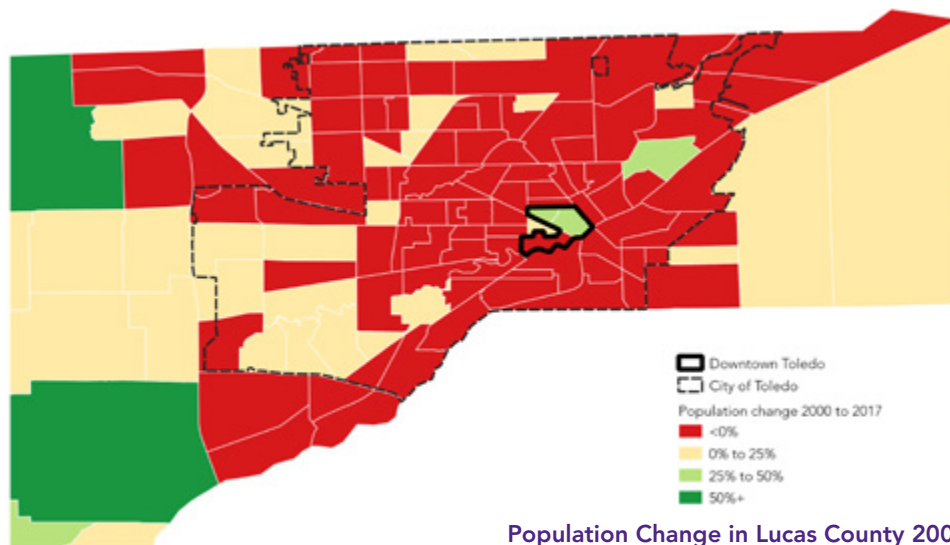 Downtown Toledo
City of Toledo
Population change 2000 to 2017
<0%
0% to 25%
25% to 50%
50%+
Population Change in Lucas County 200